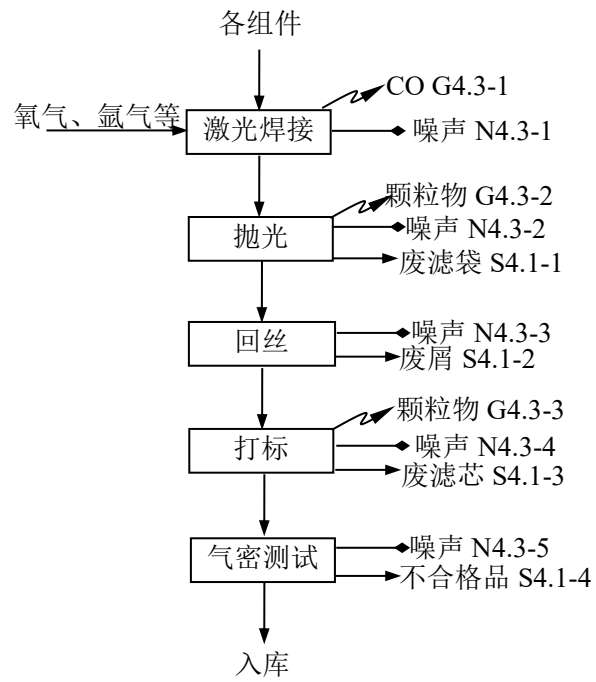 各组件
CO G4.3-1
氧气、氩气等
激光焊接
噪声 N4.3-1
颗粒物 G4.3-2
抛光
噪声 N4.3-2
废滤袋 S4.1-1
回丝
噪声 N4.3-3
废屑 S4.1-2
颗粒物 G4.3-3
打标
噪声 N4.3-4
废滤芯 S4.1-3
气密测试
噪声 N4.3-5
不合格品 S4.1-4
入库